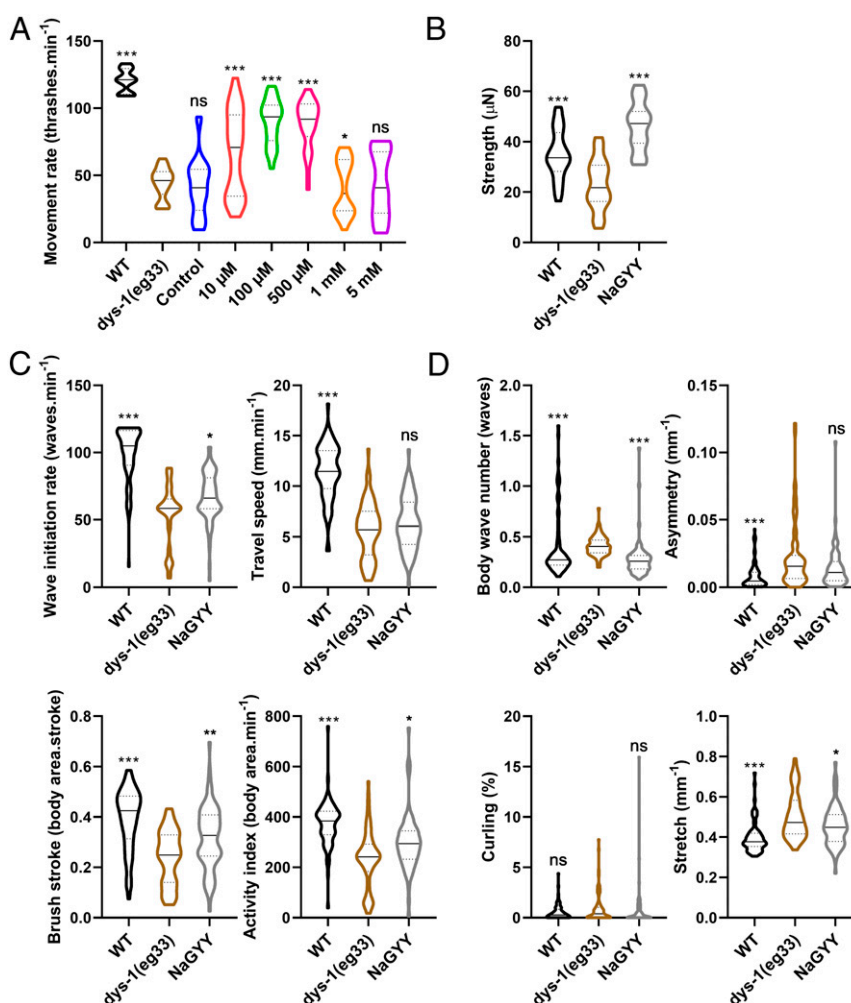 A
Movement rate (thrashes.min-1)
150
100
50
0
***
ns
***
***
***
*
ns
WT
dys-1(eg33)
Control
10 µM
100 µM
500 µM
1 mM
5 mM
B
Strength (µN)
80
60
40
20
0
***
***
WT
dys-1(eg33)
NaGYY
C
Wave initiation rate (waves.min-1)
150
100
50
0
***
*
WT
dys-1(eg33)
NaGYY
Travel speed (mm.min-1)
20
15
10
5
0
***
ns
WT
dys-1(eg33)
NaGYY
D
Body wave number (waves)
2.0
1.5
1.0
0.5
0.0
***
***
WT
dys-1(eg33)
NaGYY
Asymmetry (mm-1)
0.15
0.10
0.05
0.00
***
ns
WT
dys-1(eg33)
NaGYY
Brush stroke (body area.stroke)
0.8
0.6
0.4
0.2
0.0
***
**
WT
dys-1(eg33)
NaGYY
Activity index (body area.min-1)
800
600
400
200
0
***
*
WT
dys-1(eg33)
NaGYY
Curling (%)
20
15
10
5
0
ns
ns
WT
dys-1(eg33)
NaGYY
Stretch (mm-1)
1.0
0.8
0.6
0.4
0.2
0.0
***
*
WT
dys-1(eg33)
NaGYY